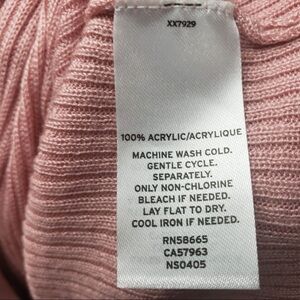 XX7929
100% ACRYLIC/ACRYLIQUE
MACHINE WASH COLD.
GENTLE CYCLE.
SEPARATELY.
ONLY NON-CHLORINE
BLEACH IF NEEDED.
LAY FLAT TO DRY.
COOL IRON IF NEEDED.
RN58665
CA57963
NS0405